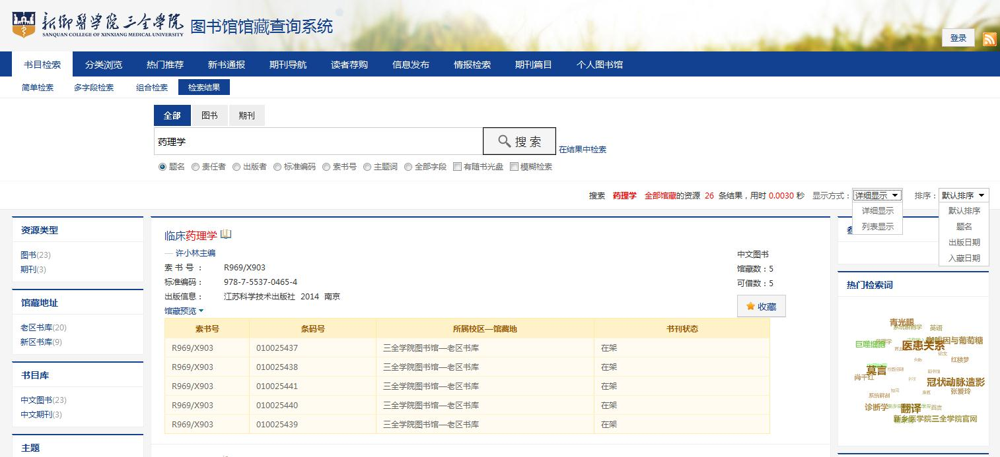 新乡醫学院三全学院
SANQUAN COLLEGE OF XINXIANG MEDICAL UNIVERSITY
图书馆馆藏查询系统
登录
书目检索 分类浏览 热门推荐 新书通报 期刊导航 读者荐购 信息发布 情报检索 期刊篇目 个人图书馆
简单检索 多字段检索 组合检索 检索结果
全部 图书 期刊
药理学 搜 索 在结果中检索
题名 责任者 出版者 标准编码 索书号 主题词 全部字段 有随书光盘 模糊检索
搜索 药理学 全部馆藏的资源 26 条结果，用时 0.0030 秒 显示方式： 详细显示 排序： 默认排序
详细显示
列表显示
默认排序
题名
出版日期
入藏日期
资源类型
图书(23)
期刊(3)
馆藏地址
老区书库(20)
新区书库(9)
书目库
中文图书(23)
中文期刊(3)
主题
临床药理学
— 许小林主编
索 书 号 ： R969/X903
标准编码： 978-7-5537-0465-4
出版信息： 江苏科学技术出版社 2014 南京
馆藏预览
中文图书
馆藏数：5
可借数：5
收藏
索书号 条码号 所属校区—馆藏地 书刊状态
R969/X903 010025437 三全学院图书馆—老区书库 在架
R969/X903 010025438 三全学院图书馆—老区书库 在架
R969/X903 010025441 三全学院图书馆—老区书库 在架
R969/X903 010025440 三全学院图书馆—老区书库 在架
R969/X903 010025439 三全学院图书馆—老区书库 在架
热门检索词
青光眼
系统解剖学 英语
巨噬细胞 药理学 医患关系 咖啡因与葡萄糖
论文
红楼梦
莫言
肖千红
冠状动脉造影
张爱玲
系统解剖
诊断学 翻译 百度
新乡医学院三全学院官网